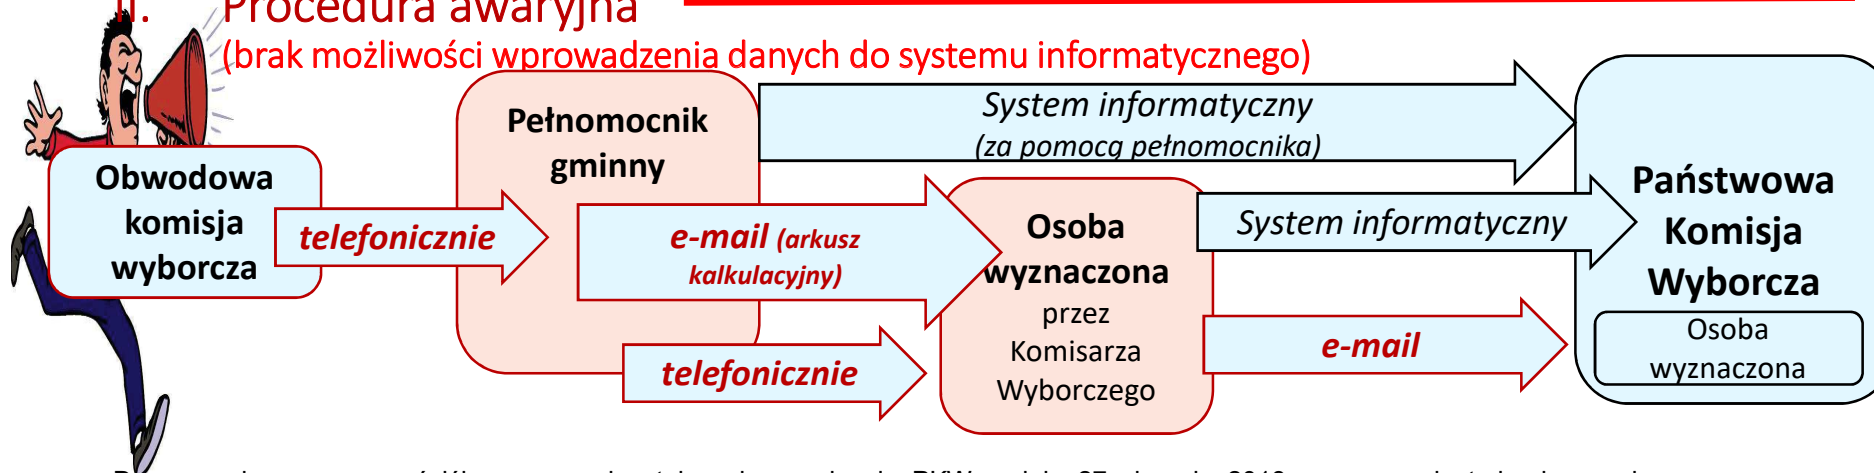 II. Procedura awaryjna
(brak możliwości wprowadzenia danych do systemu informatycznego)
Obwodowa
komisja
wyborcza
telefonicznie
Pełnomocnik
gminny
System informatyczny
(za pomocą pełnomocnika)
e-mail (arkusz
kalkulacyjny)
telefonicznie
Osoba
wyznaczona
przez
Komisarza
Wyborczego
System informatyczny
e-mail
Państwowa
Komisja
Wyborcza
Osoba
wyznaczona